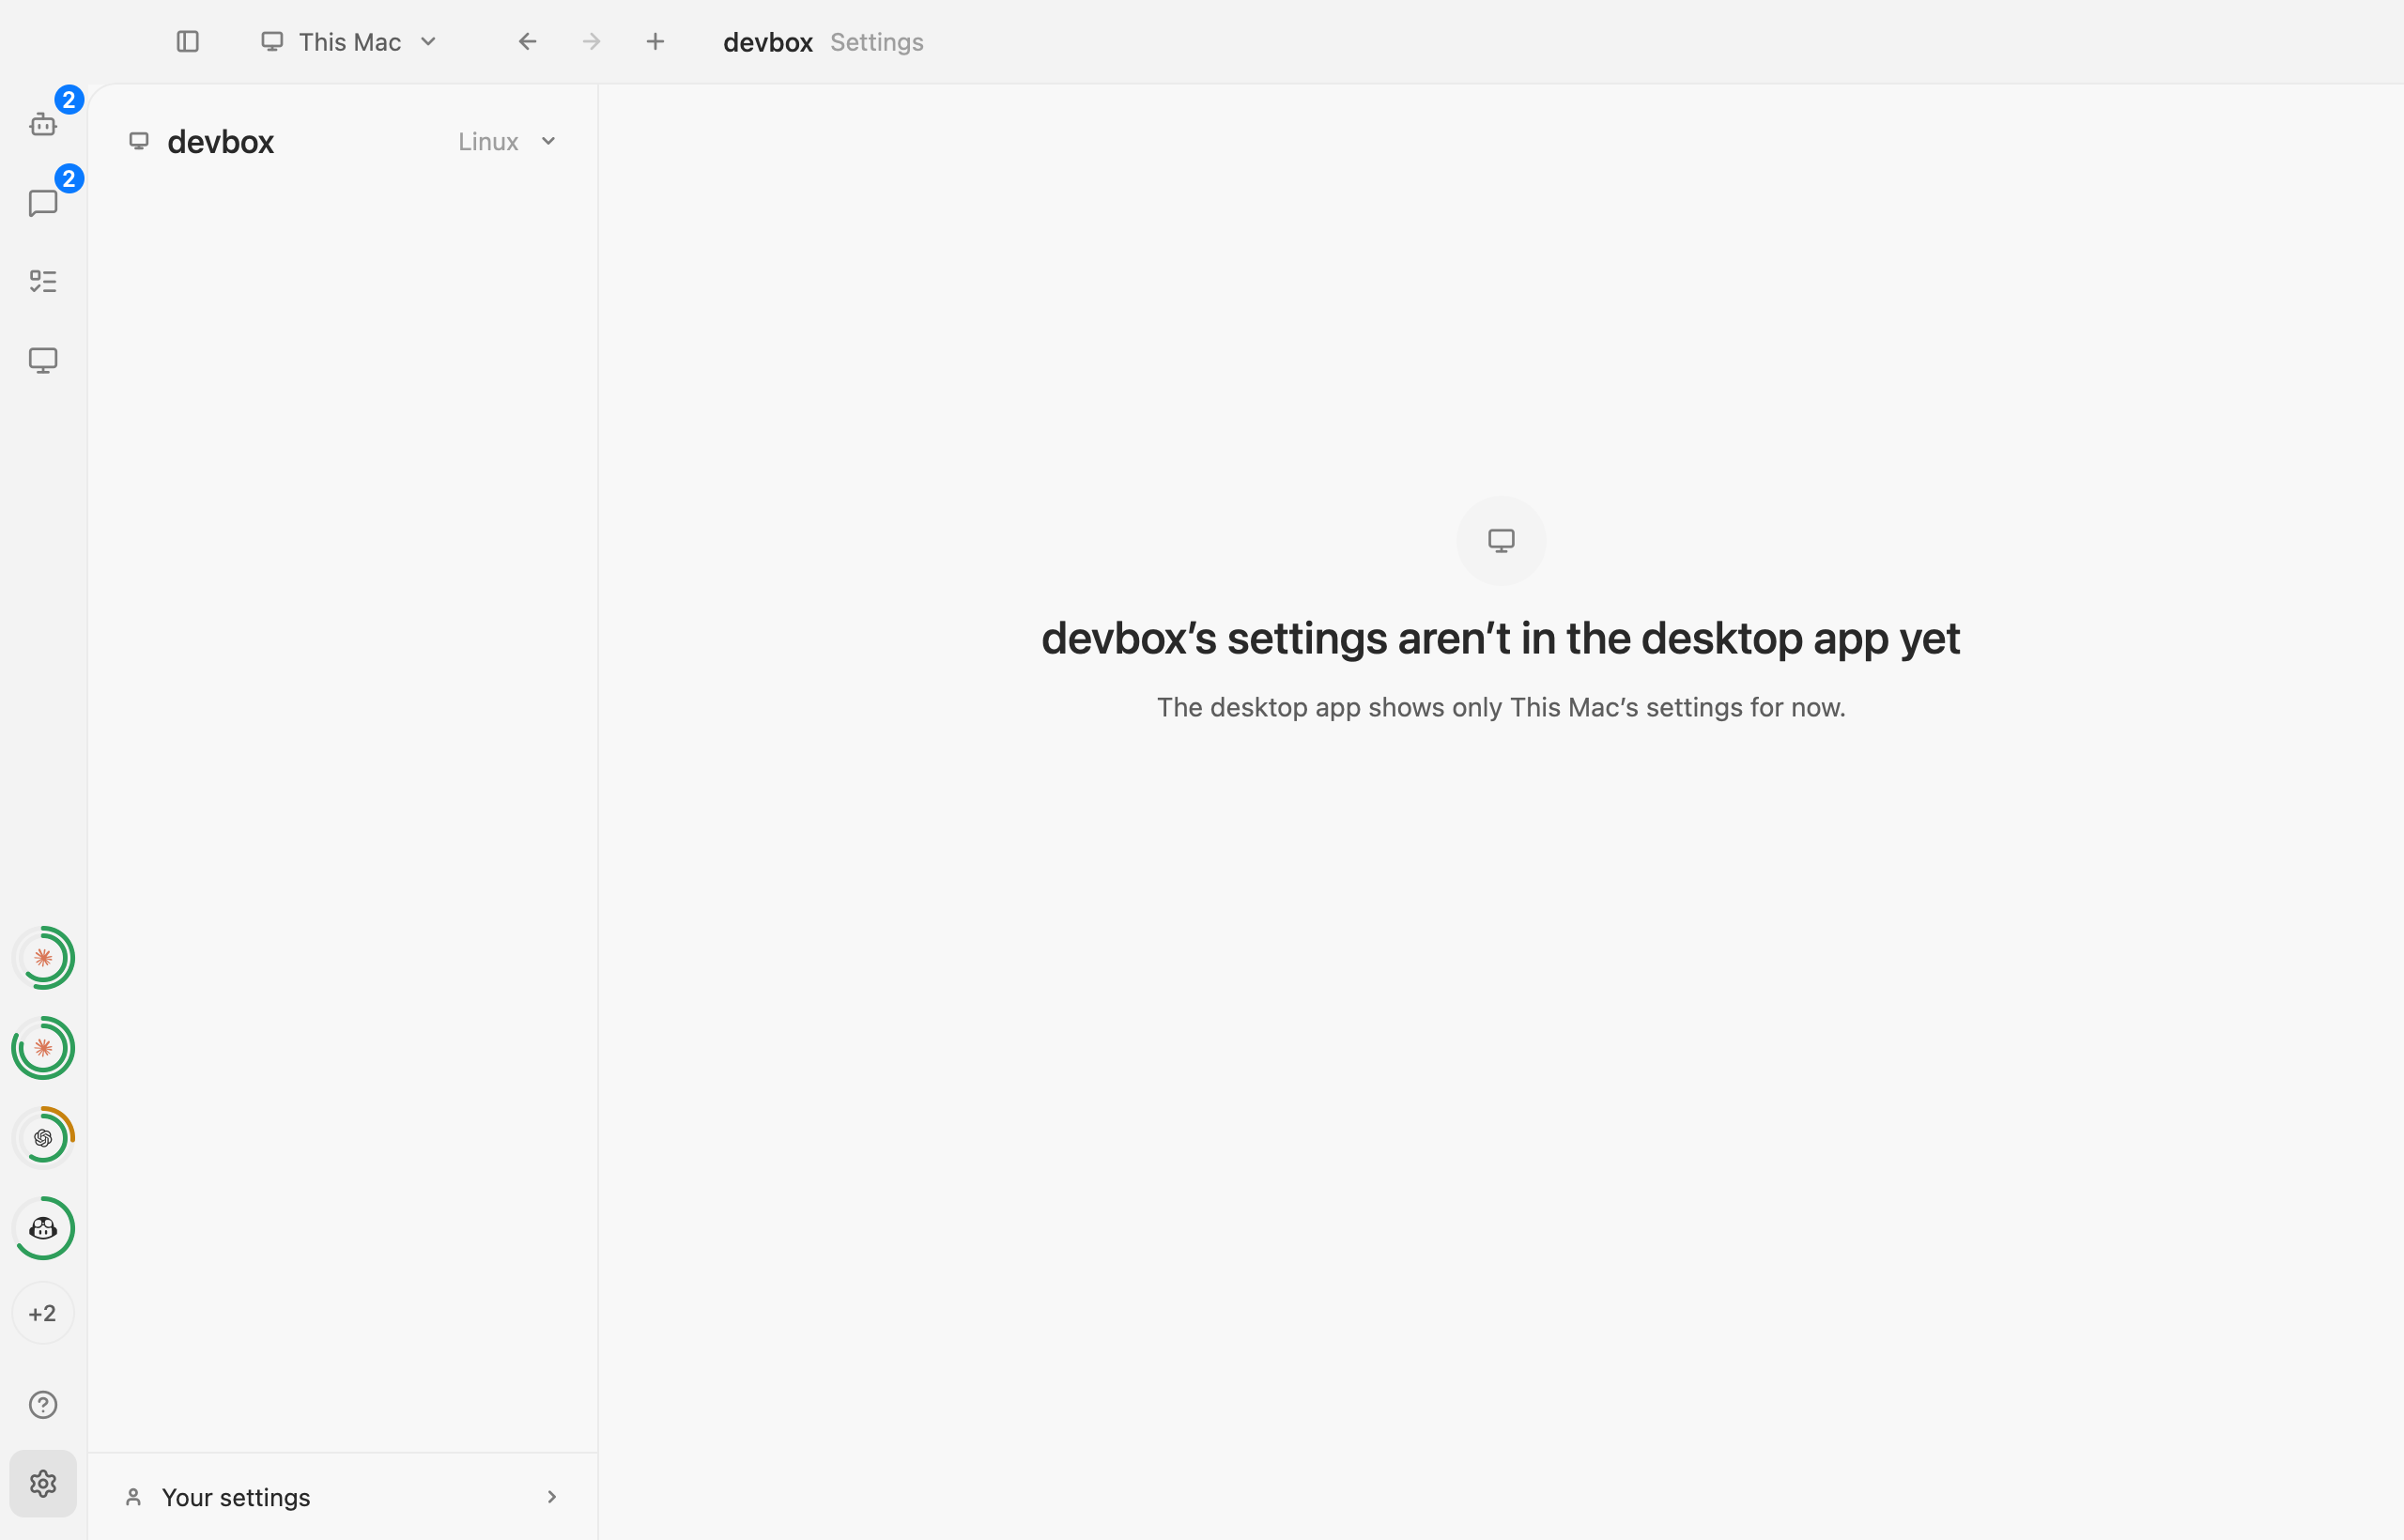 This Mac
devbox Settings
2
2
devbox Linux
devbox’s settings aren’t in the desktop app yet
The desktop app shows only This Mac’s settings for now.
+2
Your settings